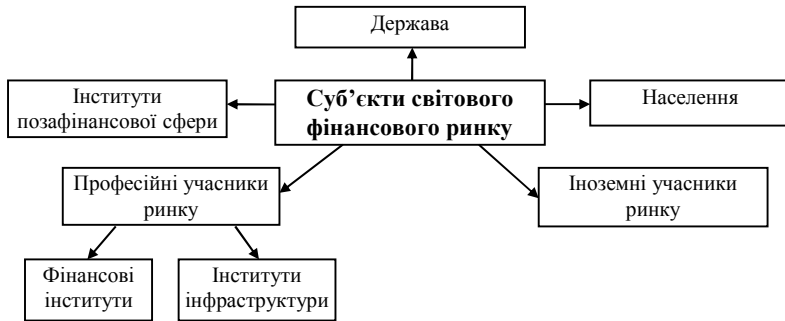 Держава
Інститути
позафінансової сфери
Суб’єкти світового
фінансового ринку
Населення
Професійні учасники
ринку
Іноземні учасники
ринку
Фінансові
інститути
Інститути
інфраструктури